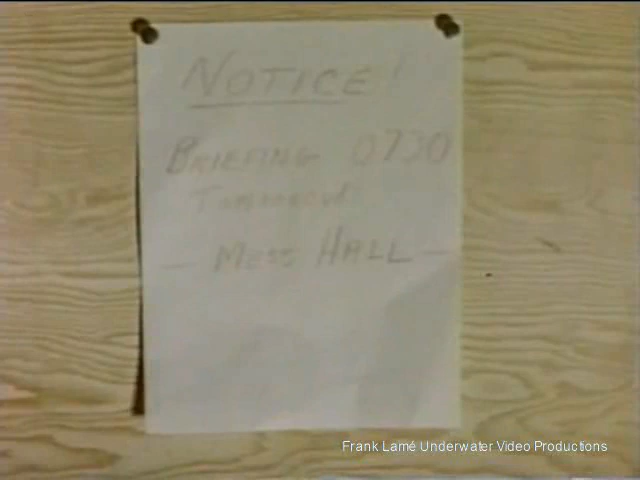 NOTICE!
BRIEFING 0730
TOMORROW
- MESS HALL -
Frank Lamé Underwater Video Productions